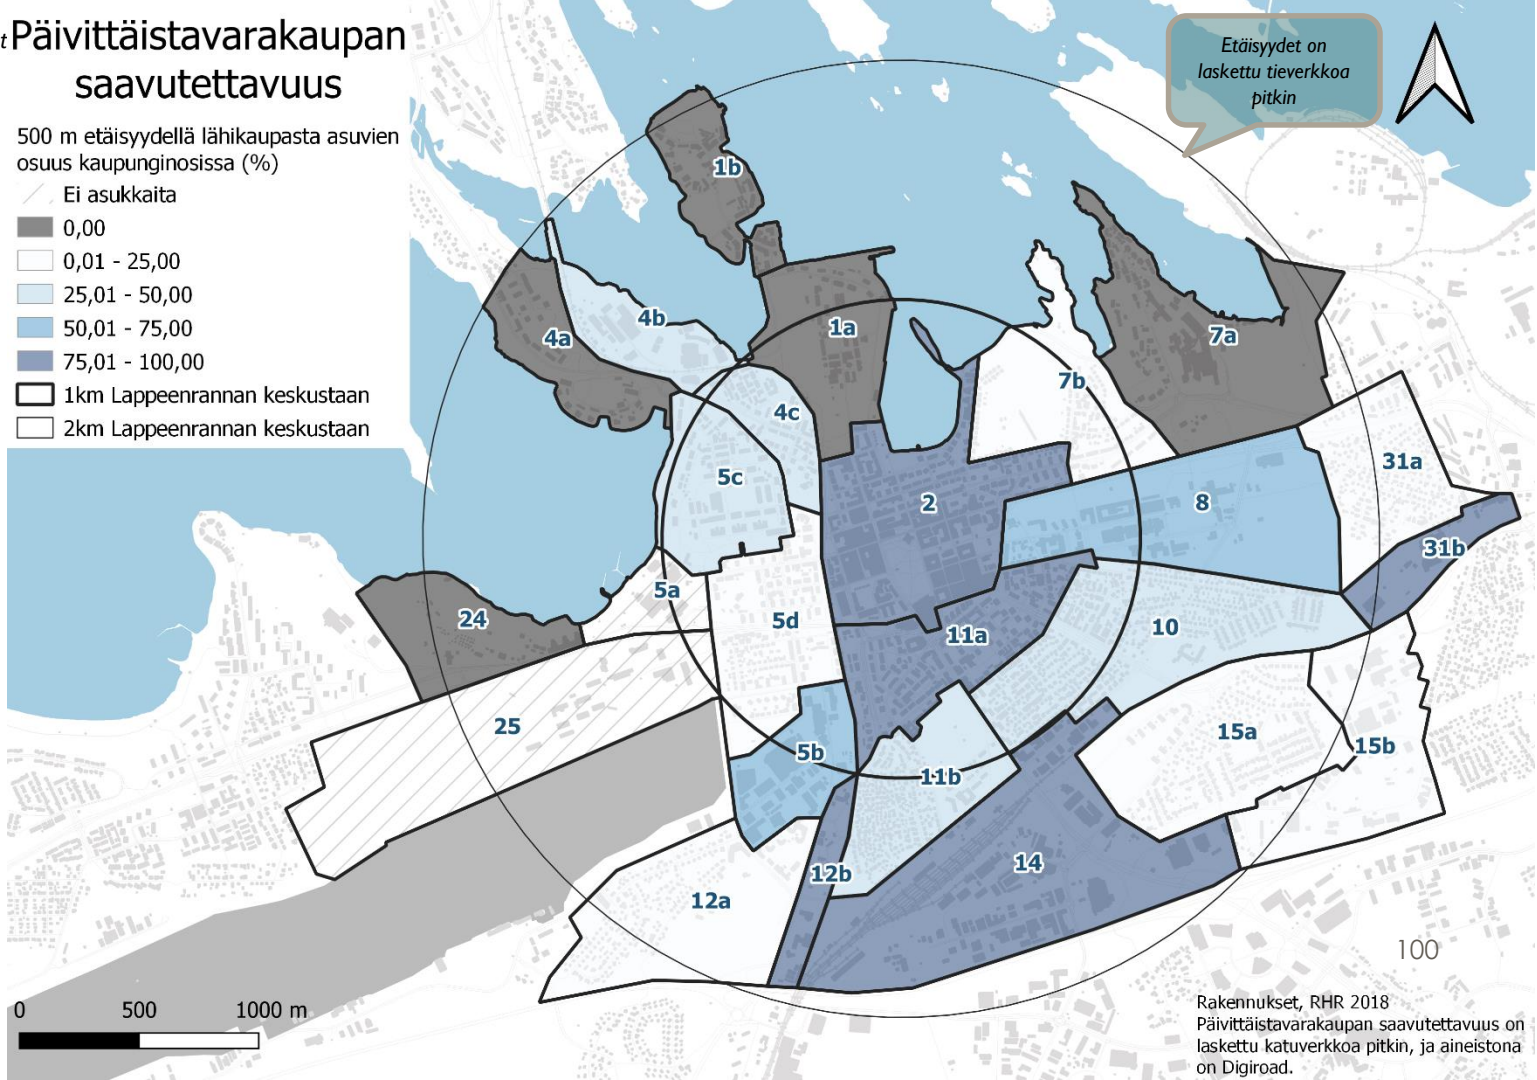 t Päivittäistavarakaupan
saavutettavuus
500 m etäisyydellä lähikaupasta asuvien
osuus kaupunginosissa (%)
Ei asukkaita
0,00
0,01 - 25,00
25,01 - 50,00
50,01 - 75,00
75,01 - 100,00
1km Lappeenrannan keskustaan
2km Lappeenrannan keskustaan
Etäisyydet on
laskettu tieverkkoa
pitkin
1b
4b
4a
1a
7a
7b
4c
31a
5c
2
8
31b
5a
24
5d
11a
10
25
5b
11b
15a
15b
12b
14
12a
100
0 500 1000 m
Rakennukset, RHR 2018
Päivittäistavarakaupan saavutettavuus on
laskettu katuverkkoa pitkin, ja aineistona
on Digiroad.